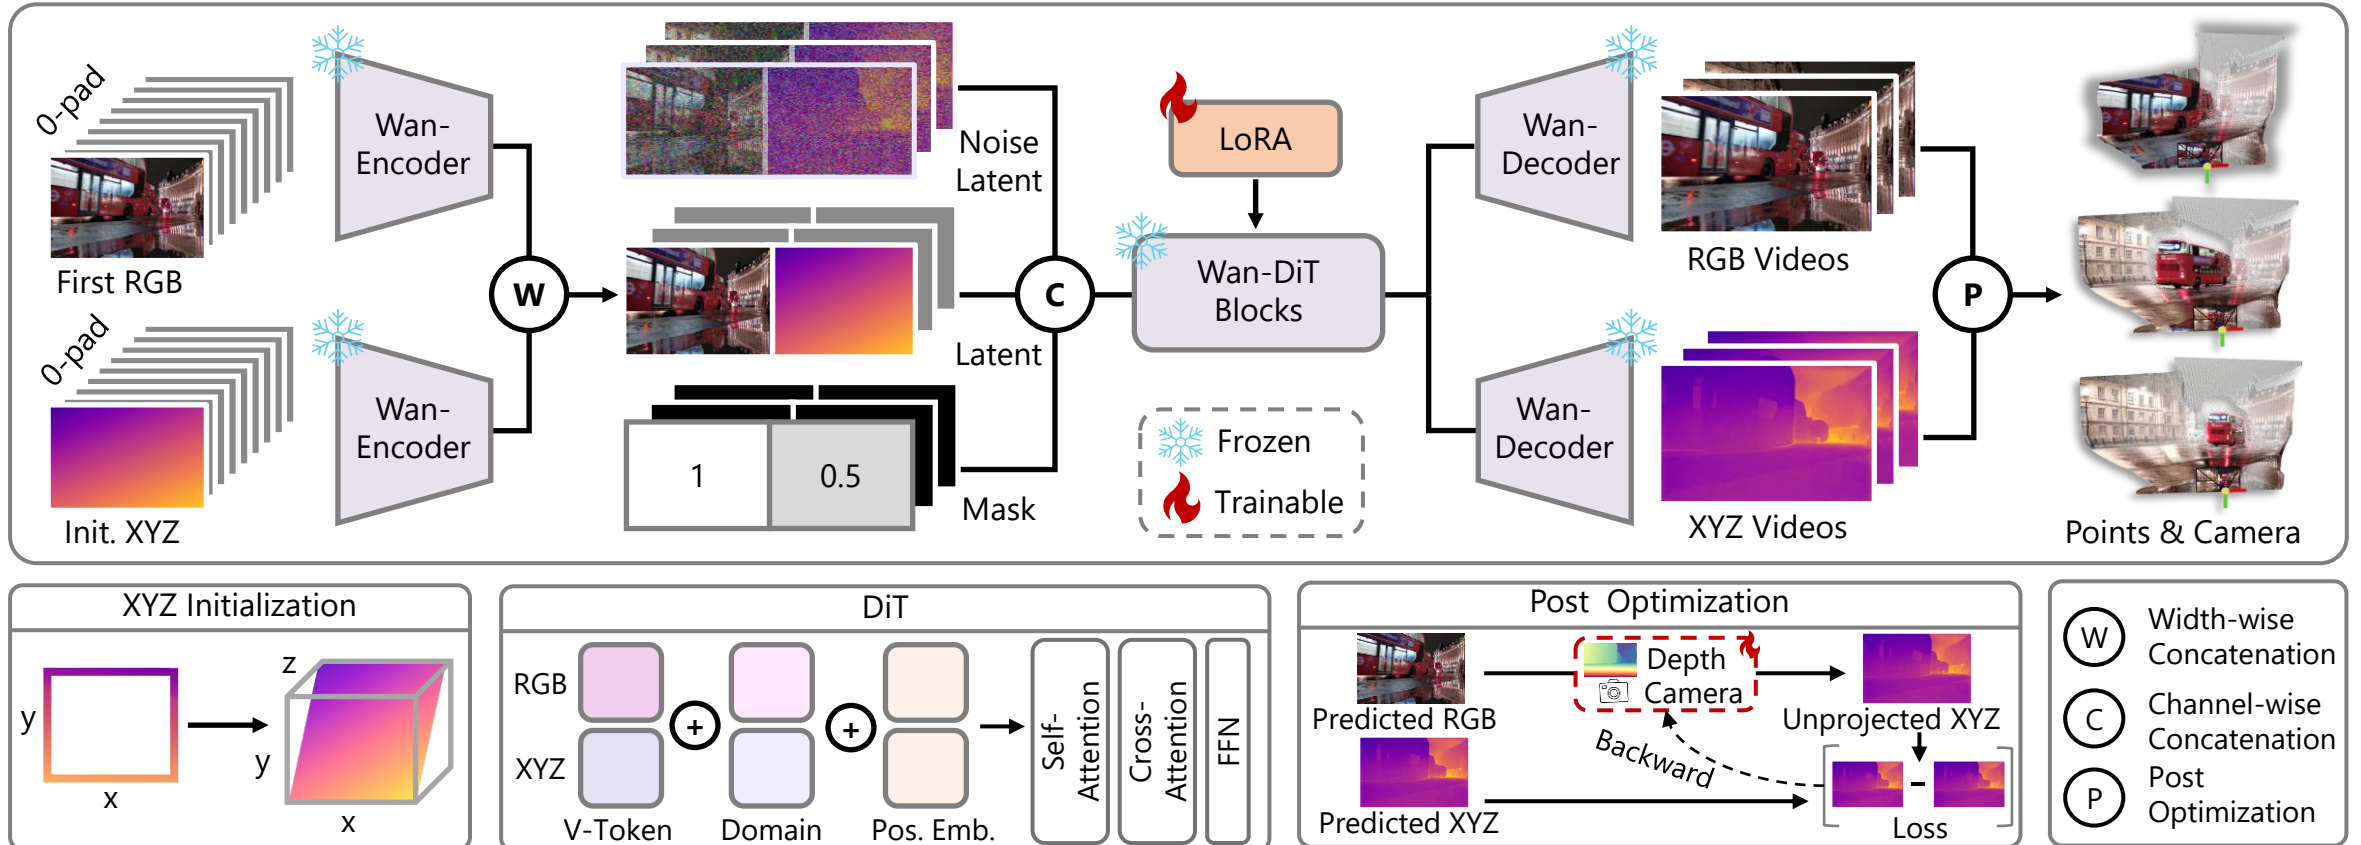 0-pad
First RGB
Wan-
Encoder
0-pad
Init. XYZ
Wan-
Encoder
W
Noise
Latent
Latent
1
0.5
Mask
C
LoRA
Wan-DiT
Blocks
Frozen
Trainable
Wan-
Decoder
RGB Videos
Wan-
Decoder
XYZ Videos
P
Points & Camera
XYZ Initialization
y
x
z
y
x
DiT
RGB
XYZ
+
+
V-Token
Domain
Pos. Emb.
Self-
Attention
Cross-
Attention
FFN
Post Optimization
Predicted RGB
Depth
Camera
Unprojected XYZ
Backward
Predicted XYZ
-
Loss
W
Width-wise
Concatenation
C
Channel-wise
Concatenation
P
Post
Optimization